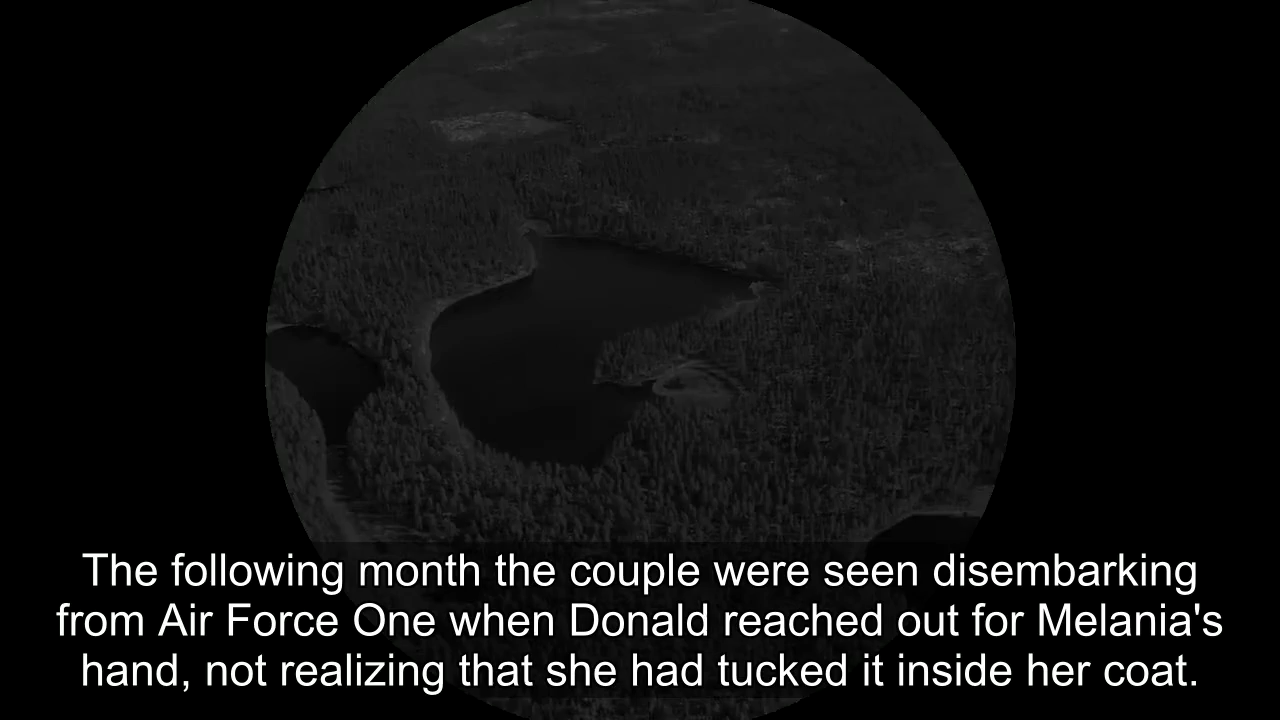 The following month the couple were seen disembarking
from Air Force One when Donald reached out for Melania's
hand, not realizing that she had tucked it inside her coat.